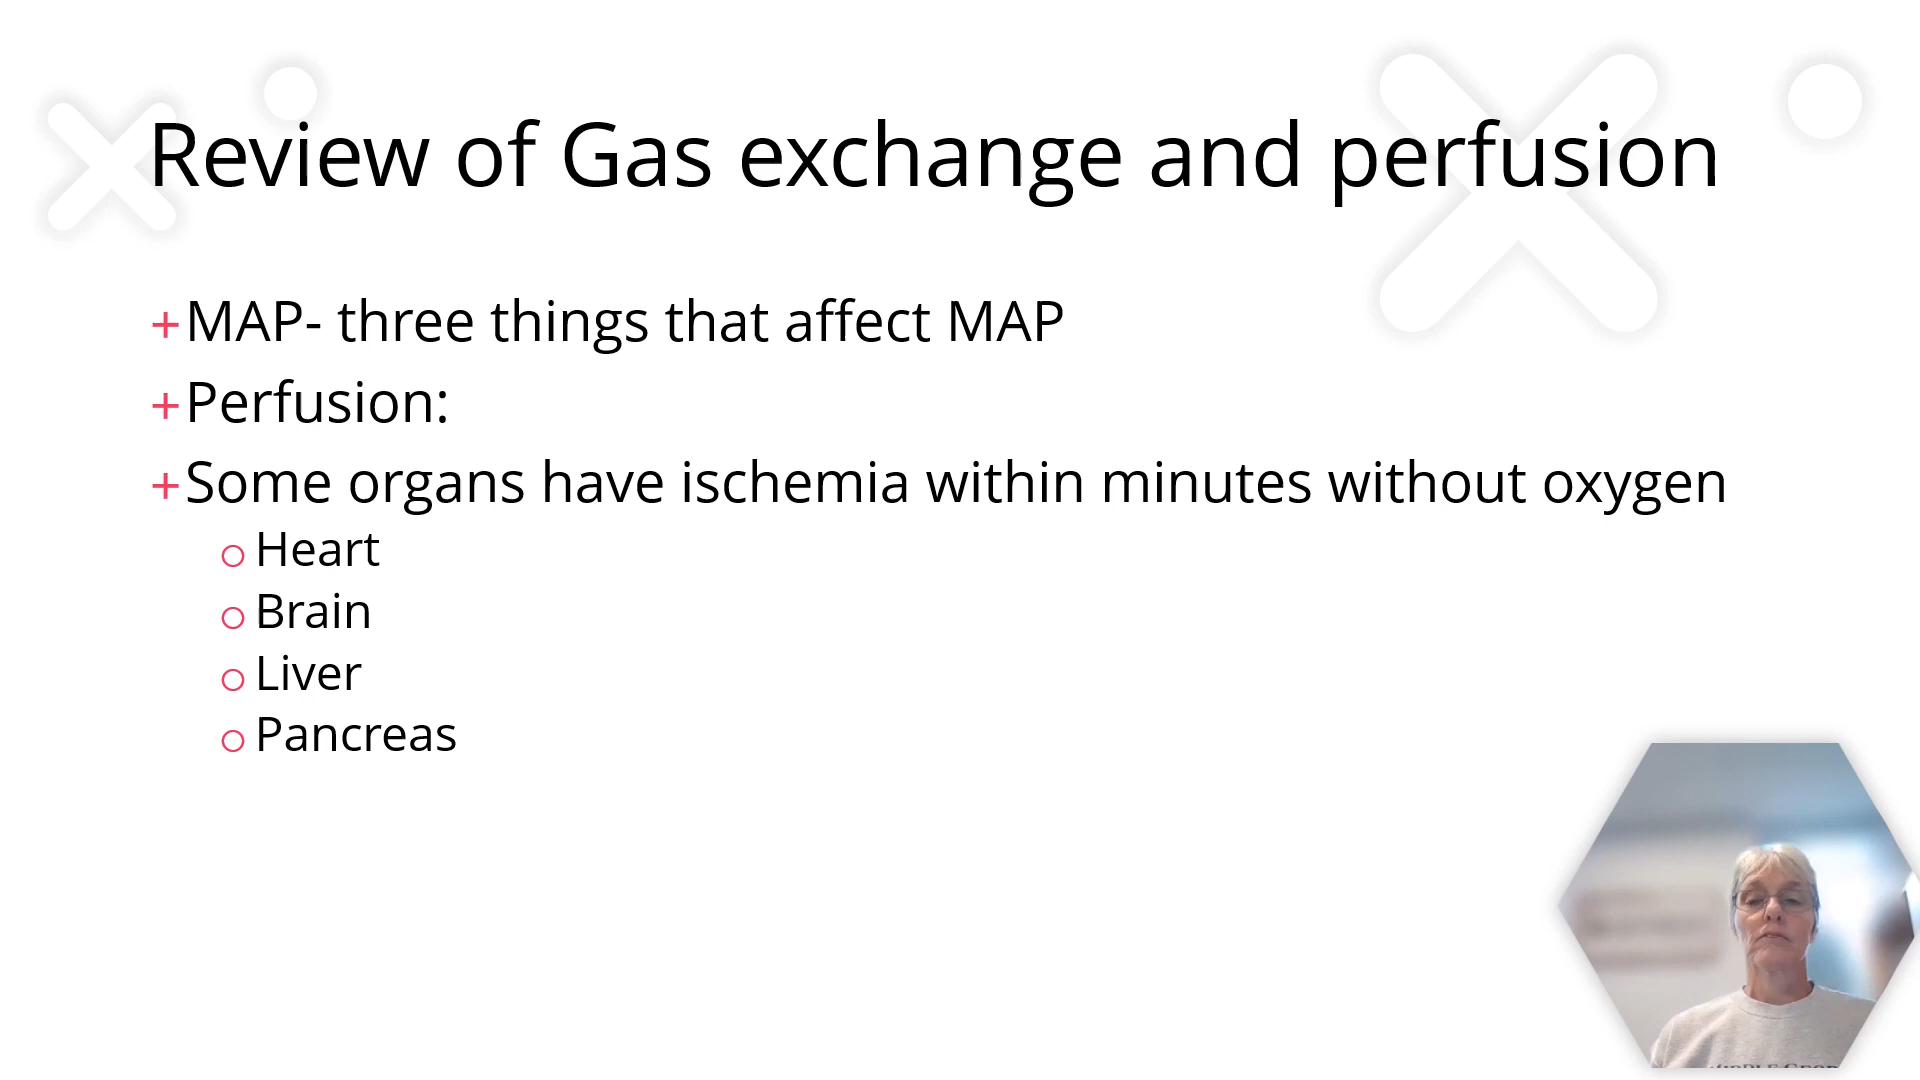 Review of Gas exchange and perfusion
+MAP- three things that affect MAP
+Perfusion:
+Some organs have ischemia within minutes without oxygen
o Heart
o Brain
o Liver
o Pancreas